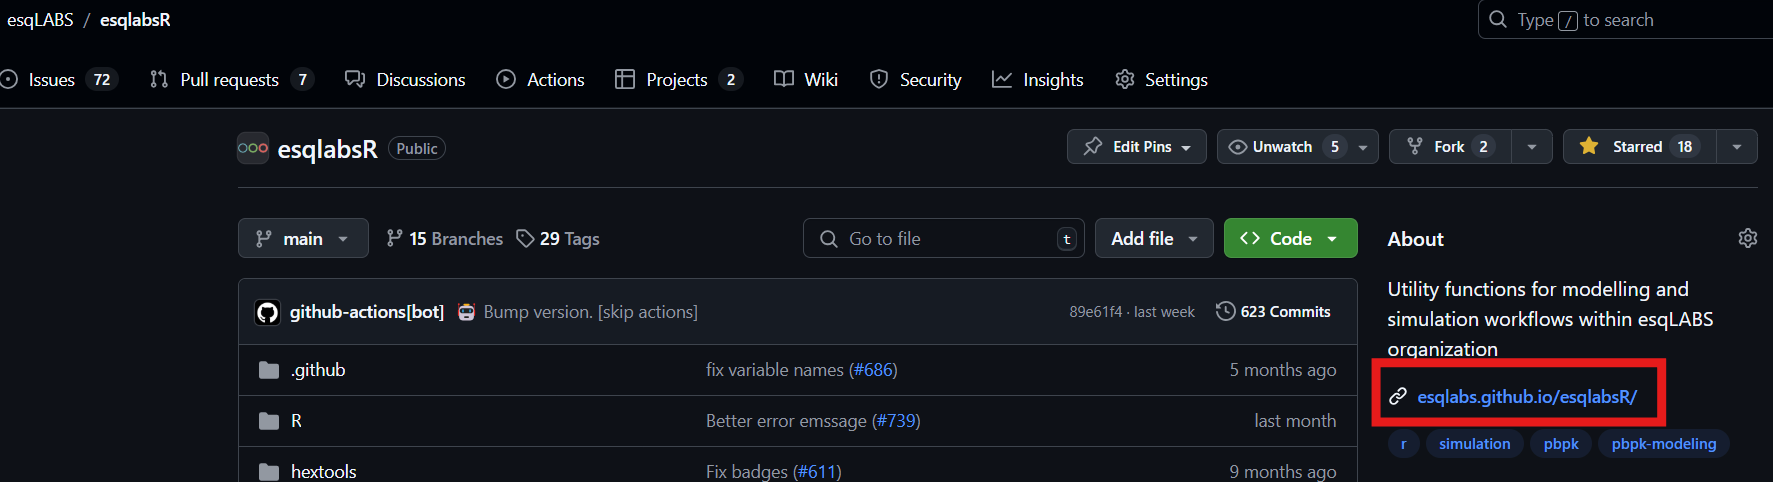 esqLABS / esqlabsR
Type / to search
Issues 72 Pull requests 7 Discussions Actions Projects 2 Wiki Security Insights Settings
esqlabsR Public
Edit Pins Unwatch 5 Fork 2 Starred 18
main 15 Branches 29 Tags Go to file t Add file Code
About
Utility functions for modelling and
simulation workflows within esqLABS
organization
esqlabs.github.io/esqlabsR/
r simulation pbpk pbpk-modeling
github-actions[bot] Bump version. [skip actions] 89e61f4 · last week 623 Commits
.github fix variable names (#686) 5 months ago
R Better error emssage (#739) last month
hextools Fix badges (#611) 9 months ago